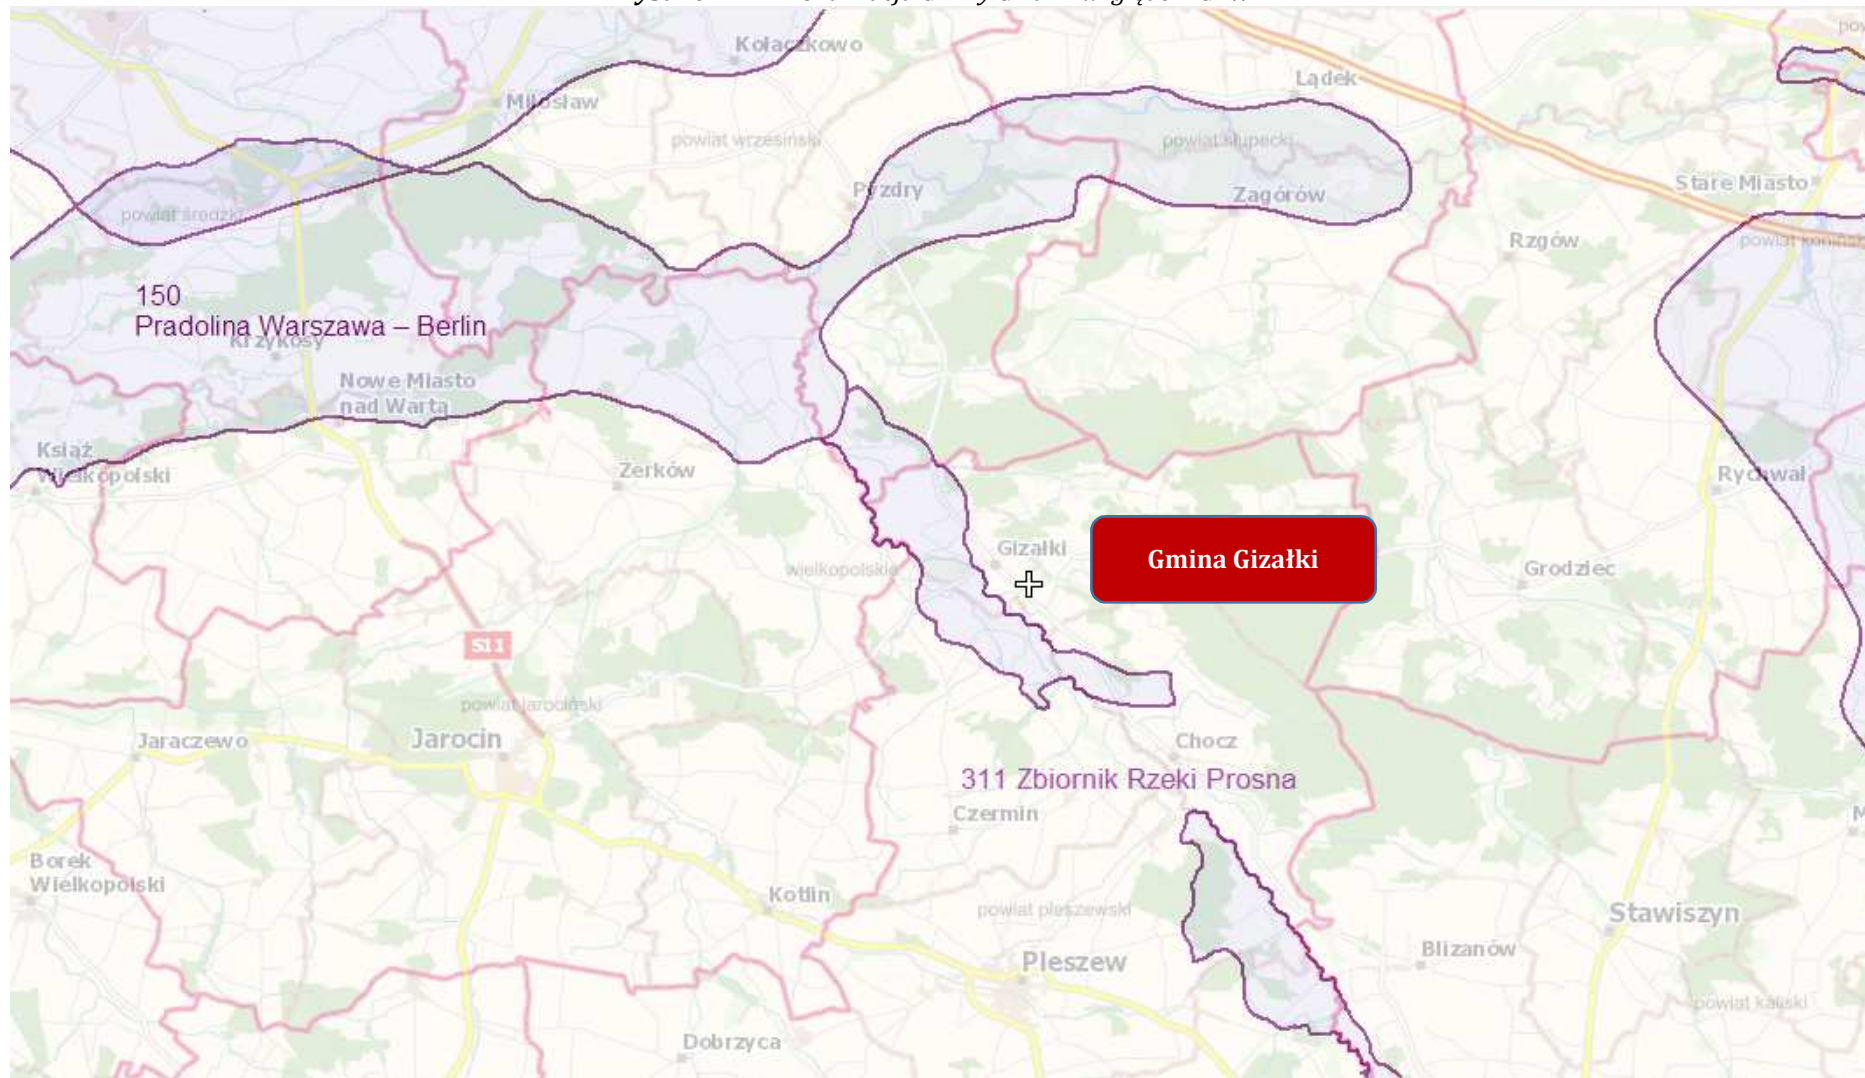 Kołaczkowo
Lądek
Miłosław
powiat wrzesiński
powiat słupecki
Pyzdry
Zagórów
Stare Miasto
powiat średzki
Rzgów
powiat koniński
150
Pradolina Warszawa – Berlin
Krzykosy
Nowe Miasto
nad Wartą
Książ
Wielkopolski
Żerków
Rychwał
Gizałki
Gmina Gizałki
wielkopolskie
Grodziec
S11
powiat jarociński
Jaraczewo
Jarocin
Chocz
311 Zbiornik Rzeki Prosna
Czermin
Borek
Wielkopolski
Kotlin
powiat pleszewski
Stawiszyn
Blizanów
Pleszew
powiat kaliski
Dobrzyca